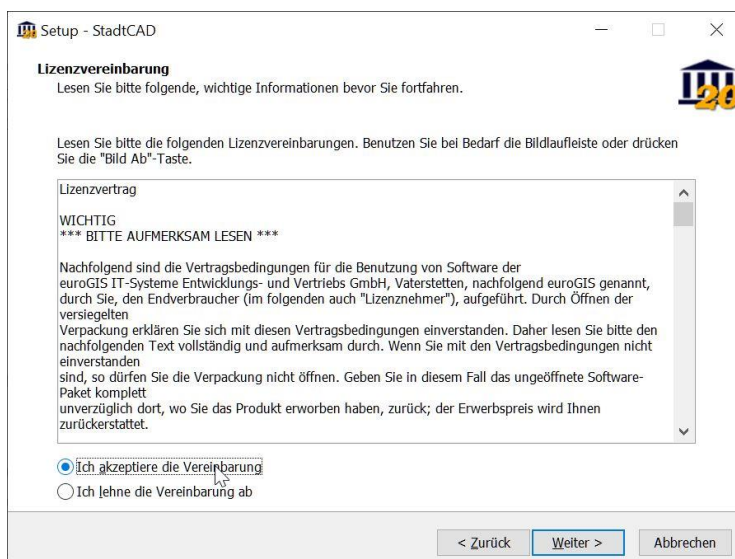 Setup - StadtCAD
Lizenzvereinbarung
Lesen Sie bitte folgende, wichtige Informationen bevor Sie fortfahren.
20
Lesen Sie bitte die folgenden Lizenzvereinbarungen. Benutzen Sie bei Bedarf die Bildlaufleiste oder drücken
Sie die "Bild Ab"-Taste.
Lizenzvertrag
WICHTIG
*** BITTE AUFMERKSAM LESEN ***
Nachfolgend sind die Vertragsbedingungen für die Benutzung von Software der
euroGIS IT-Systeme Entwicklungs- und Vertriebs GmbH, Vaterstetten, nachfolgend euroGIS genannt,
durch Sie, den Endverbraucher (im folgenden auch "Lizenznehmer"), aufgeführt. Durch Öffnen der
versiegelten
Verpackung erklären Sie sich mit diesen Vertragsbedingungen einverstanden. Daher lesen Sie bitte den
nachfolgenden Text vollständig und aufmerksam durch. Wenn Sie mit den Vertragsbedingungen nicht
einverstanden
sind, so dürfen Sie die Verpackung nicht öffnen. Geben Sie in diesem Fall das ungeöffnete Software-
Paket komplett
unverzüglich dort, wo Sie das Produkt erworben haben, zurück; der Erwerbspreis wird Ihnen
zurückerstattet.
Ich akzeptiere die Vereinbarung
Ich lehne die Vereinbarung ab
< Zurück
Weiter >
Abbrechen